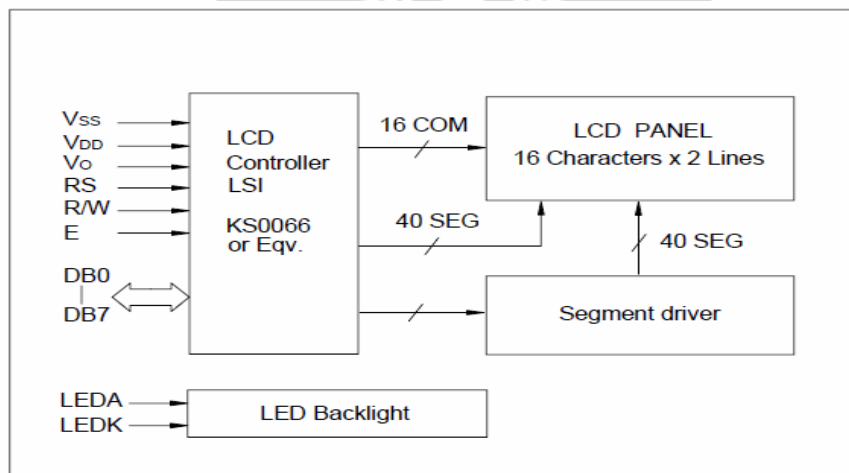 VSS
VDD
VO
RS
R/W
E
DB0
DB7
LCD
Controller
LSI
KS0066
or Eqv.
16 COM
40 SEG
LCD PANEL
16 Characters x 2 Lines
40 SEG
Segment driver
LEDA
LEDK
LED Backlight